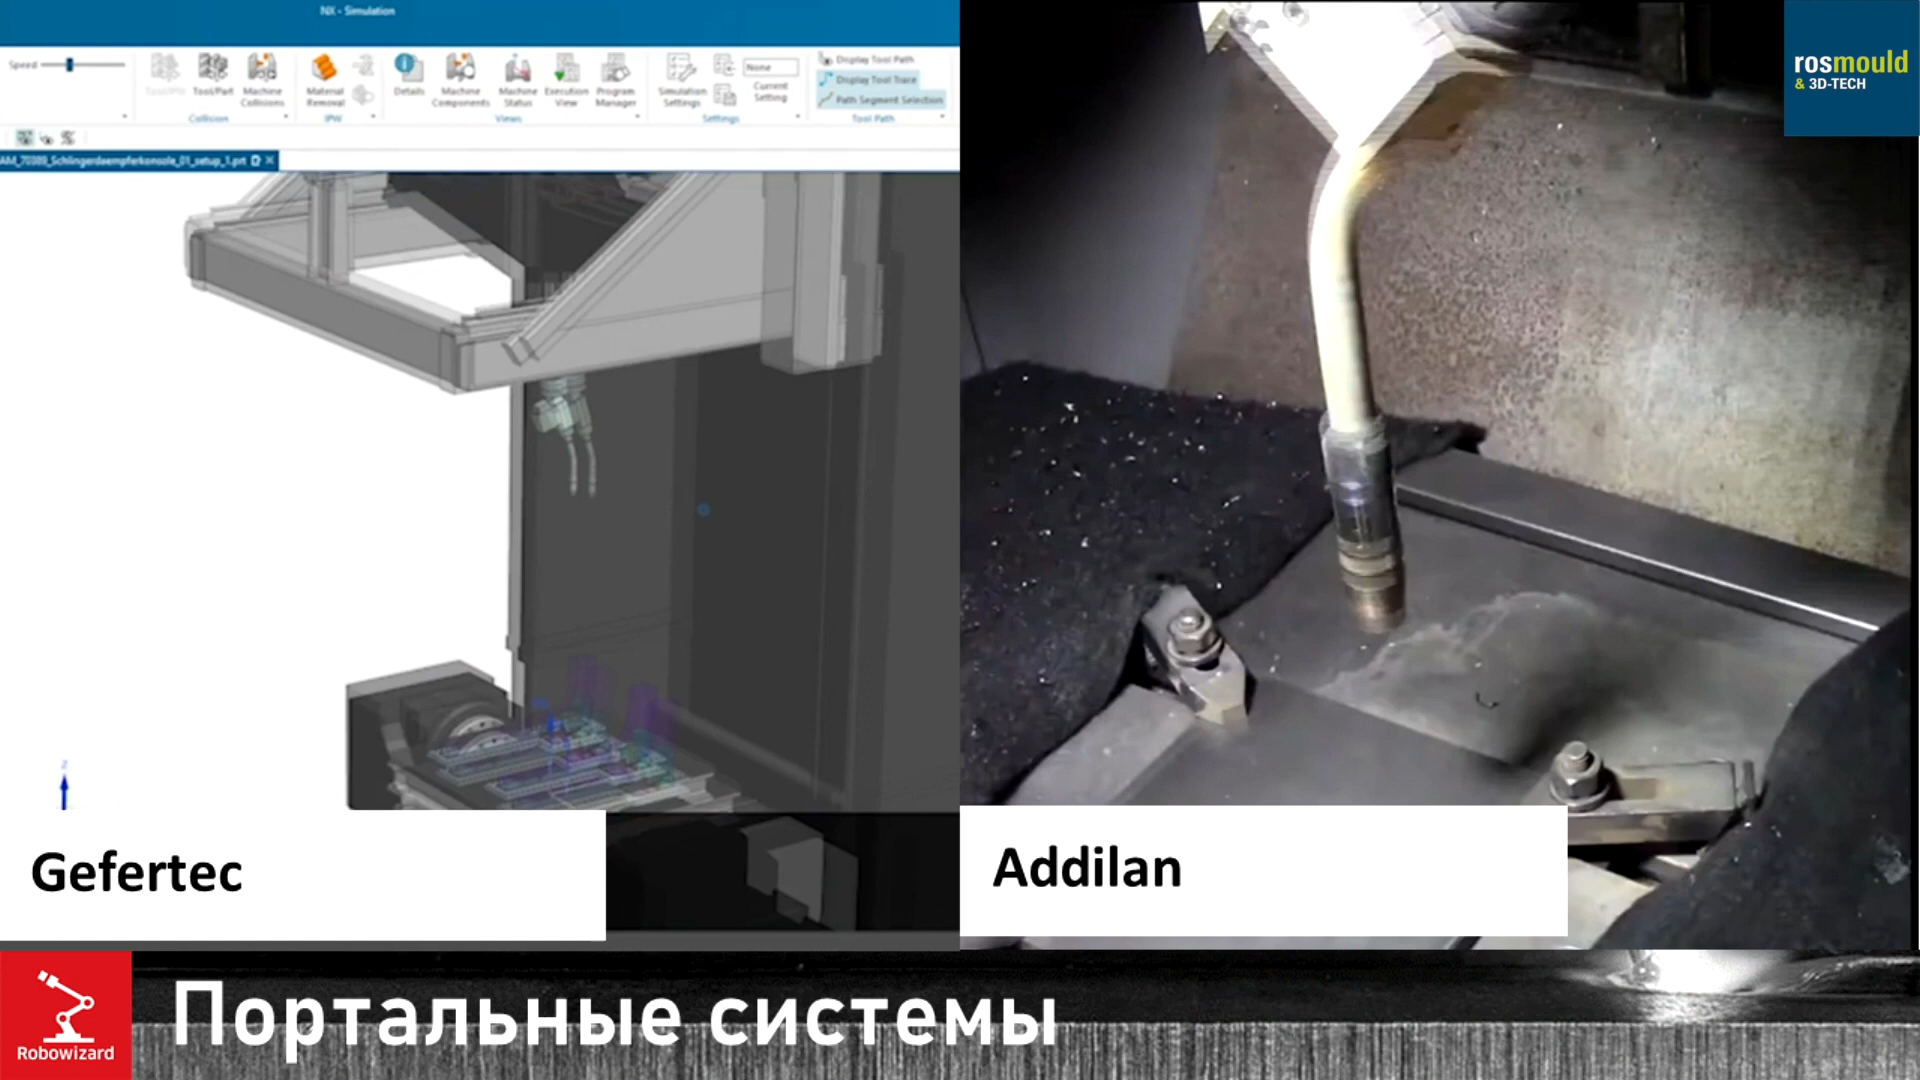 NX - Simulation
Speed
Tool/Part
Machine Collisions
Collision
Material Removal
IPW
Details
Machine Components
Machine Status
Execution View
Program Manager
Views
Simulation Settings
None
Current Setting
Settings
Display Tool Path
Display Tool Trace
Path Segment Selection
Tool Path
AM_70389_Schlingerdaempferkonsole_01_setup_1.prt
Z
rosmould
& 3D-TECH
Gefertec
Addilan
Robowizard
Портальные системы